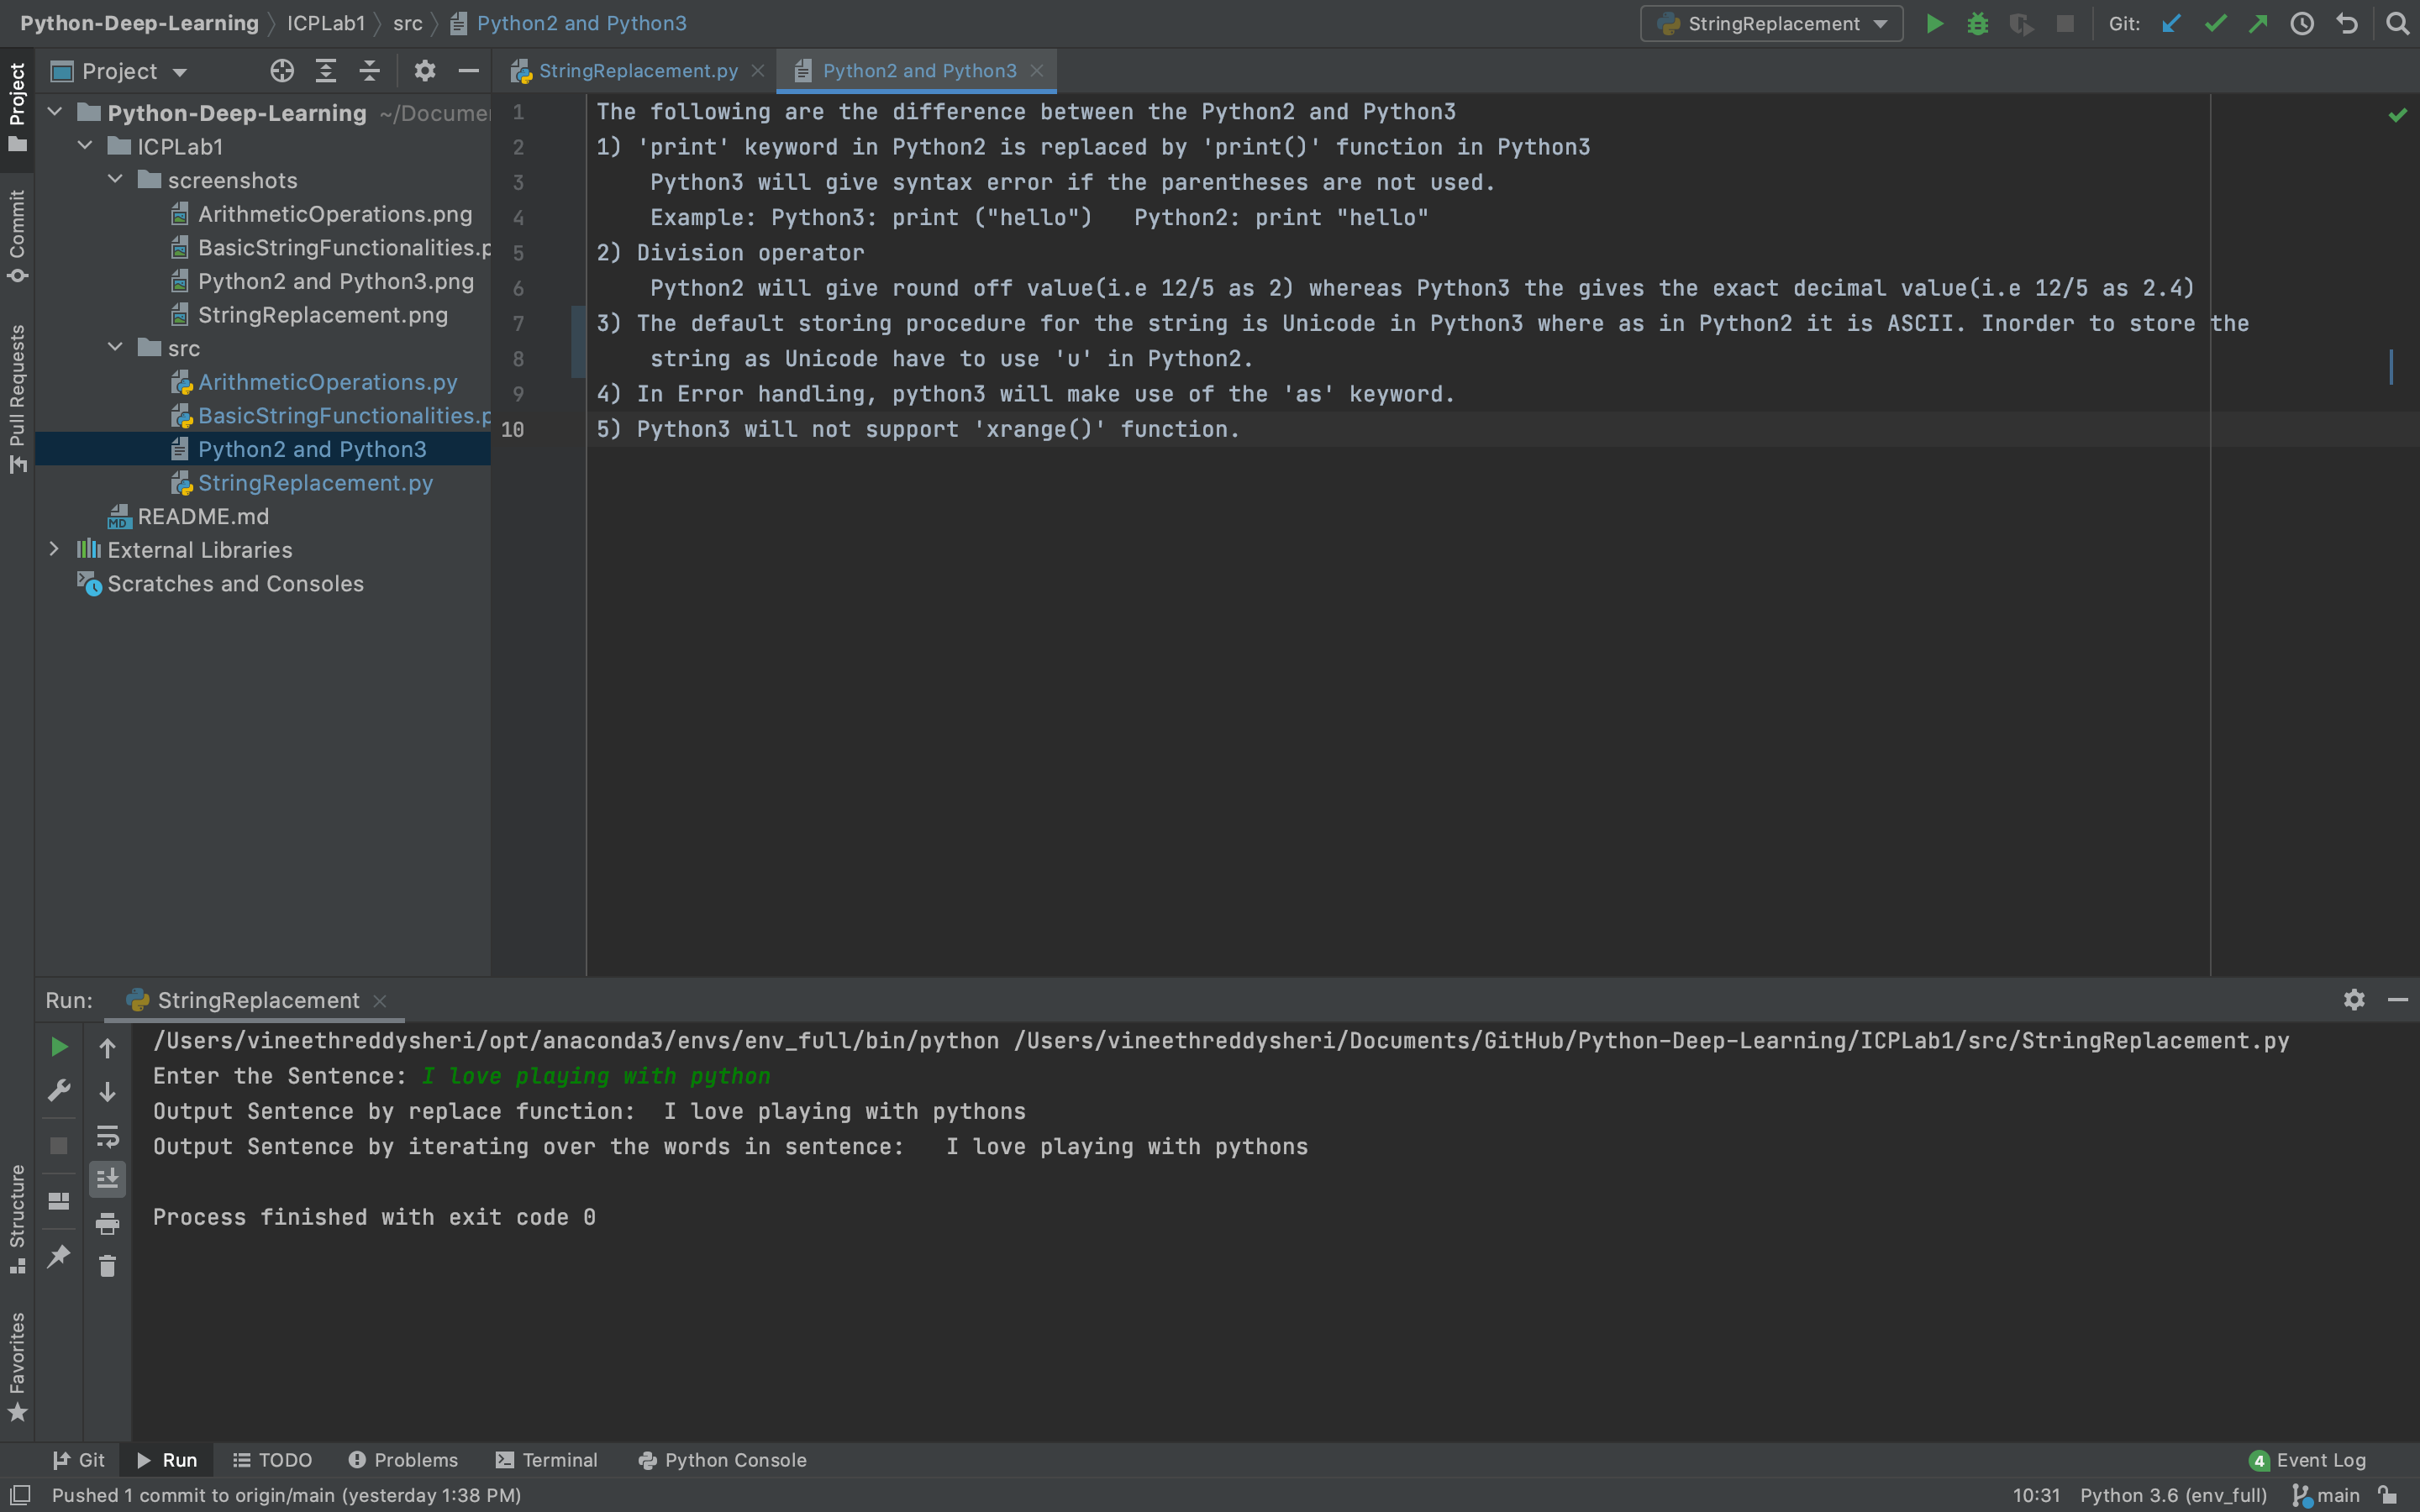 Python-Deep-Learning ICPLab1 src Python2 and Python3
StringReplacement
Git:
Project
StringReplacement.py
Python2 and Python3
Project
Commit
Pull Requests
Structure
Favorites
Python-Deep-Learning ~/Docume
ICPLab1
screenshots
ArithmeticOperations.png
BasicStringFunctionalities.p
Python2 and Python3.png
StringReplacement.png
src
ArithmeticOperations.py
BasicStringFunctionalities.p
Python2 and Python3
StringReplacement.py
MD README.md
External Libraries
Scratches and Consoles
1 The following are the difference between the Python2 and Python3
2 1) 'print' keyword in Python2 is replaced by 'print()' function in Python3
3 Python3 will give syntax error if the parentheses are not used.
4 Example: Python3: print ("hello")   Python2: print "hello"
5 2) Division operator
6 Python2 will give round off value(i.e 12/5 as 2) whereas Python3 the gives the exact decimal value(i.e 12/5 as 2.4)
7 3) The default storing procedure for the string is Unicode in Python3 where as in Python2 it is ASCII. Inorder to store the
8 string as Unicode have to use 'u' in Python2.
9 4) In Error handling, python3 will make use of the 'as' keyword.
10 5) Python3 will not support 'xrange()' function.
Run: StringReplacement
/Users/vineethreddysheri/opt/anaconda3/envs/env_full/bin/python /Users/vineethreddysheri/Documents/GitHub/Python-Deep-Learning/ICPLab1/src/StringReplacement.py
Enter the Sentence: I love playing with python
Output Sentence by replace function:  I love playing with pythons
Output Sentence by iterating over the words in sentence:   I love playing with pythons
Process finished with exit code 0
Git Run TODO Problems Terminal Python Console
4 Event Log
Pushed 1 commit to origin/main (yesterday 1:38 PM)
10:31 Python 3.6 (env_full) main